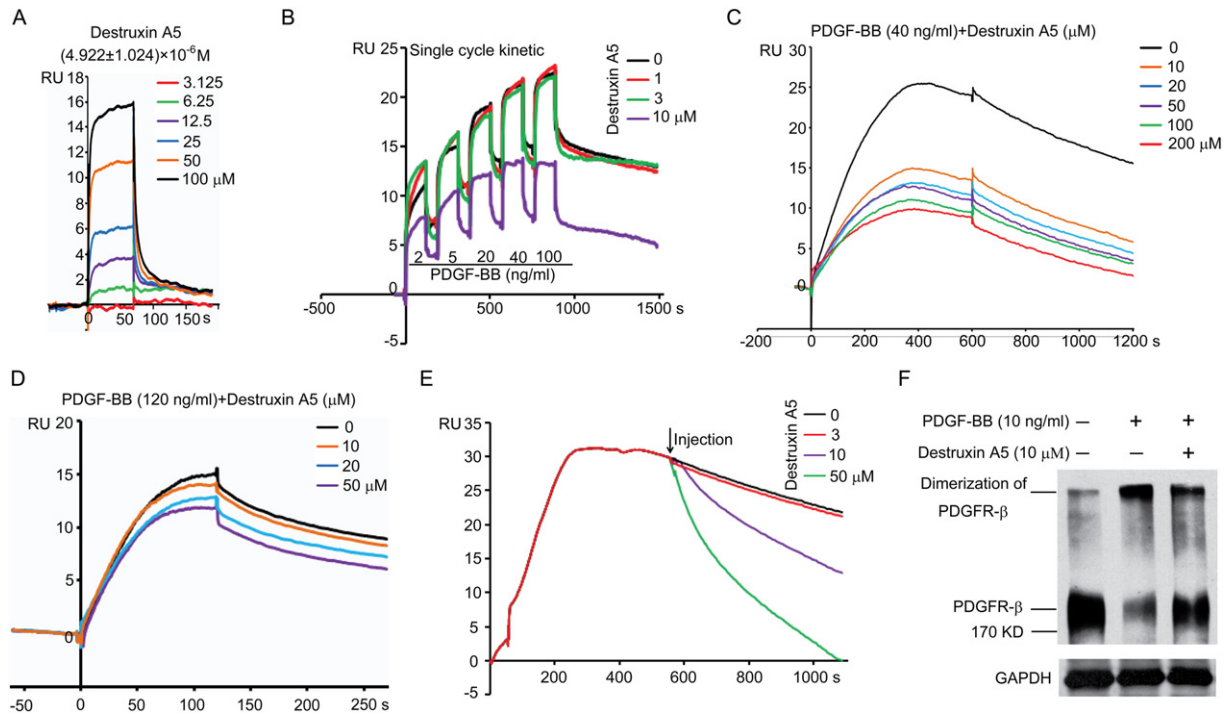 A
Destruxin A5
(4.922±1.024)×10-6M
RU
18
16
14
12
10
8
6
4
2
0
0 50 100 150 s
3.125
6.25
12.5
25
50
100 μM
B
RU
Single cycle kinetic
25
20
15
10
5
0
-5
-500 500 1000 1500 s
Destruxin A5
0
1
3
10 μM
2 5 20 40 100
PDGF-BB (ng/ml)
C
PDGF-BB (40 ng/ml)+Destruxin A5 (μM)
RU
30
25
20
15
10
5
0
-200 0 200 400 600 800 1000 1200 s
0
10
20
50
100
200 μM
D
PDGF-BB (120 ng/ml)+Destruxin A5 (μM)
RU
20
15
10
5
0
-50 0 50 100 150 200 250 s
0
10
20
50 μM
E
RU
35
30
25
20
15
10
5
0
-5
200 400 600 800 1000 s
Injection
Destruxin A5
0
3
10
50 μM
F
PDGF-BB (10 ng/ml) – + +
Destruxin A5 (10 μM) – – +
Dimerization of
PDGFR-β
PDGFR-β
170 KD
GAPDH